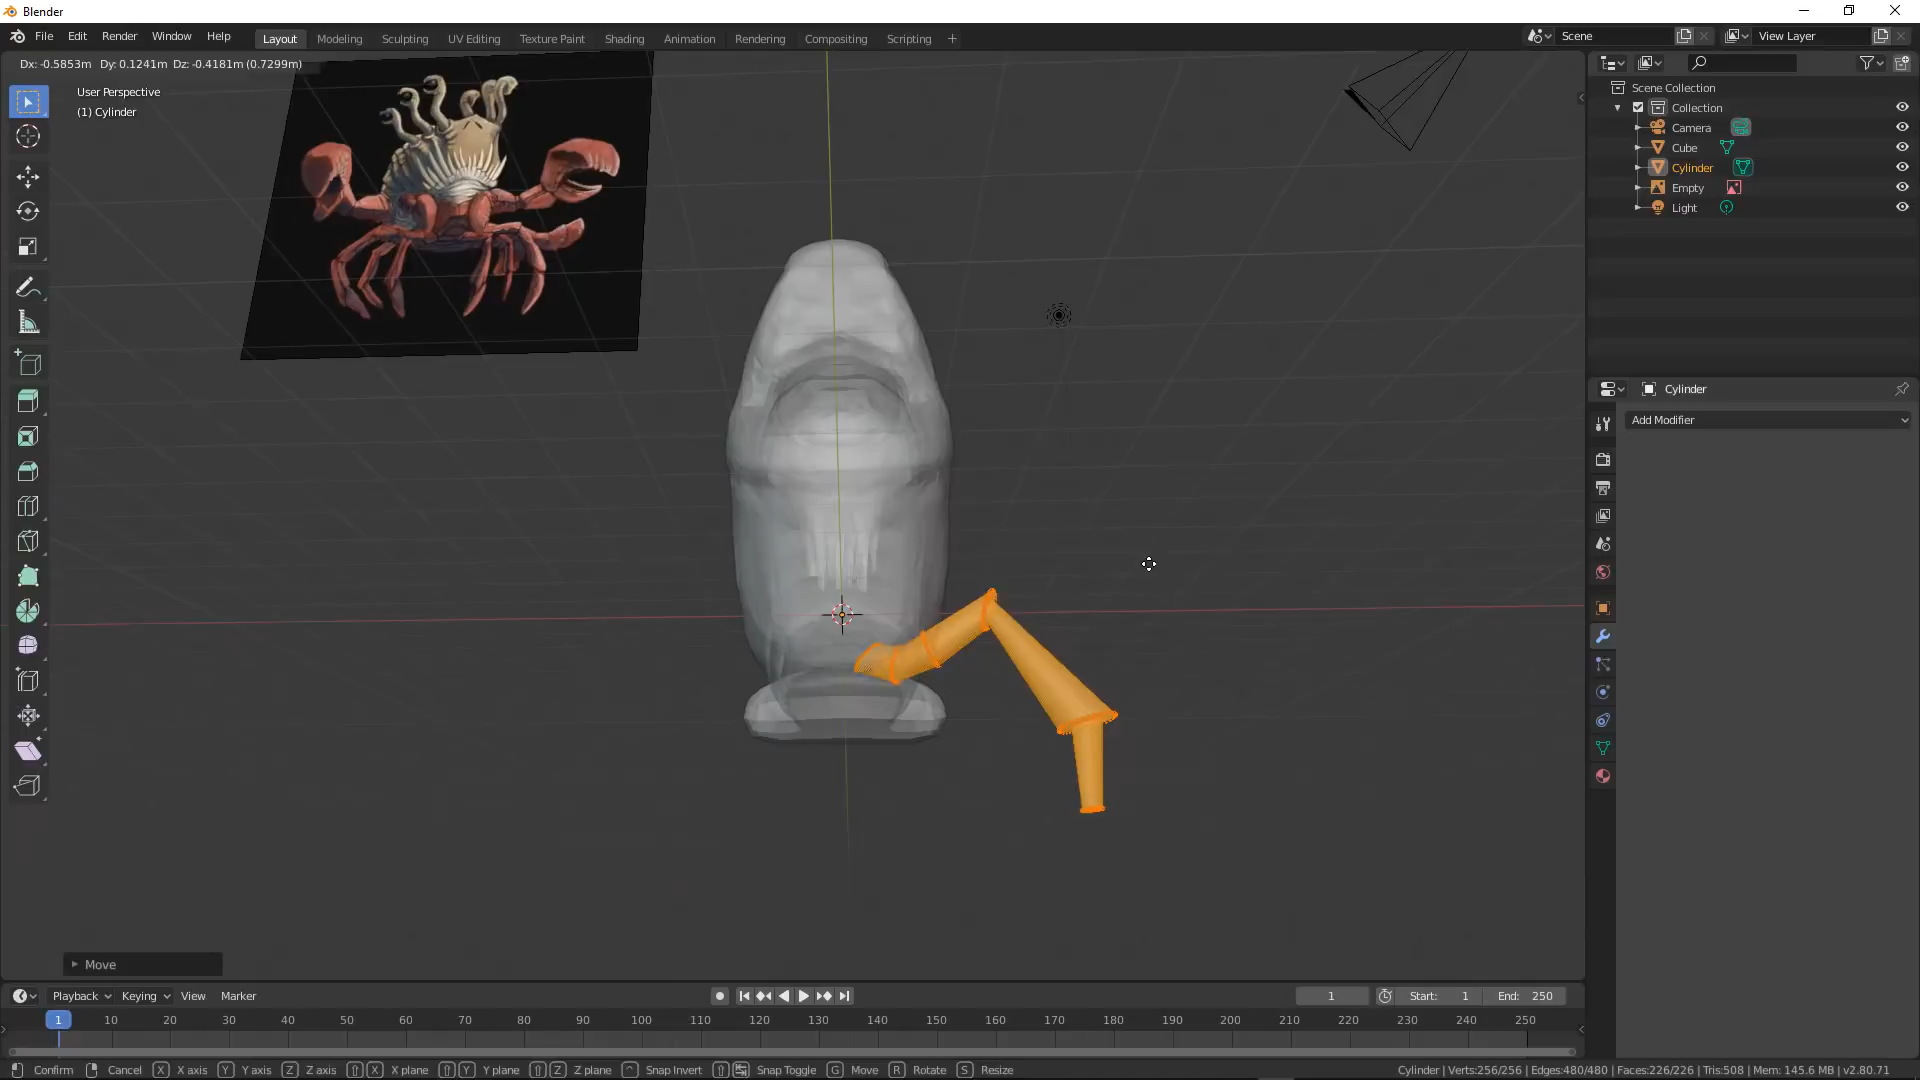 Blender
File Edit Render Window Help
Layout Modeling Sculpting UV Editing Texture Paint Shading Animation Rendering Compositing Scripting
Scene
View Layer
Dx: -0.5853m Dy: 0.1241m Dz: -0.4181m (0.7299m)
User Perspective
(1) Cylinder
Scene Collection
Collection
Camera
Cube
Cylinder
Empty
Light
Cylinder
Add Modifier
Move
Playback Keying View Marker
1 Start: 1 End: 250
1 10 20 30 40 50 60 70 80 90 100 110 120 130 140 150 160 170 180 190 200 210 220 230 240 250
Confirm Cancel X X axis Y Y axis Z Z axis X X plane Y Y plane Z Z plane Snap Invert Snap Toggle G Move R Rotate S Resize
Cylinder | Verts:256/256 | Edges:480/480 | Faces:226/226 | Tris:508 | Mem: 145.6 MB | v2.80.71